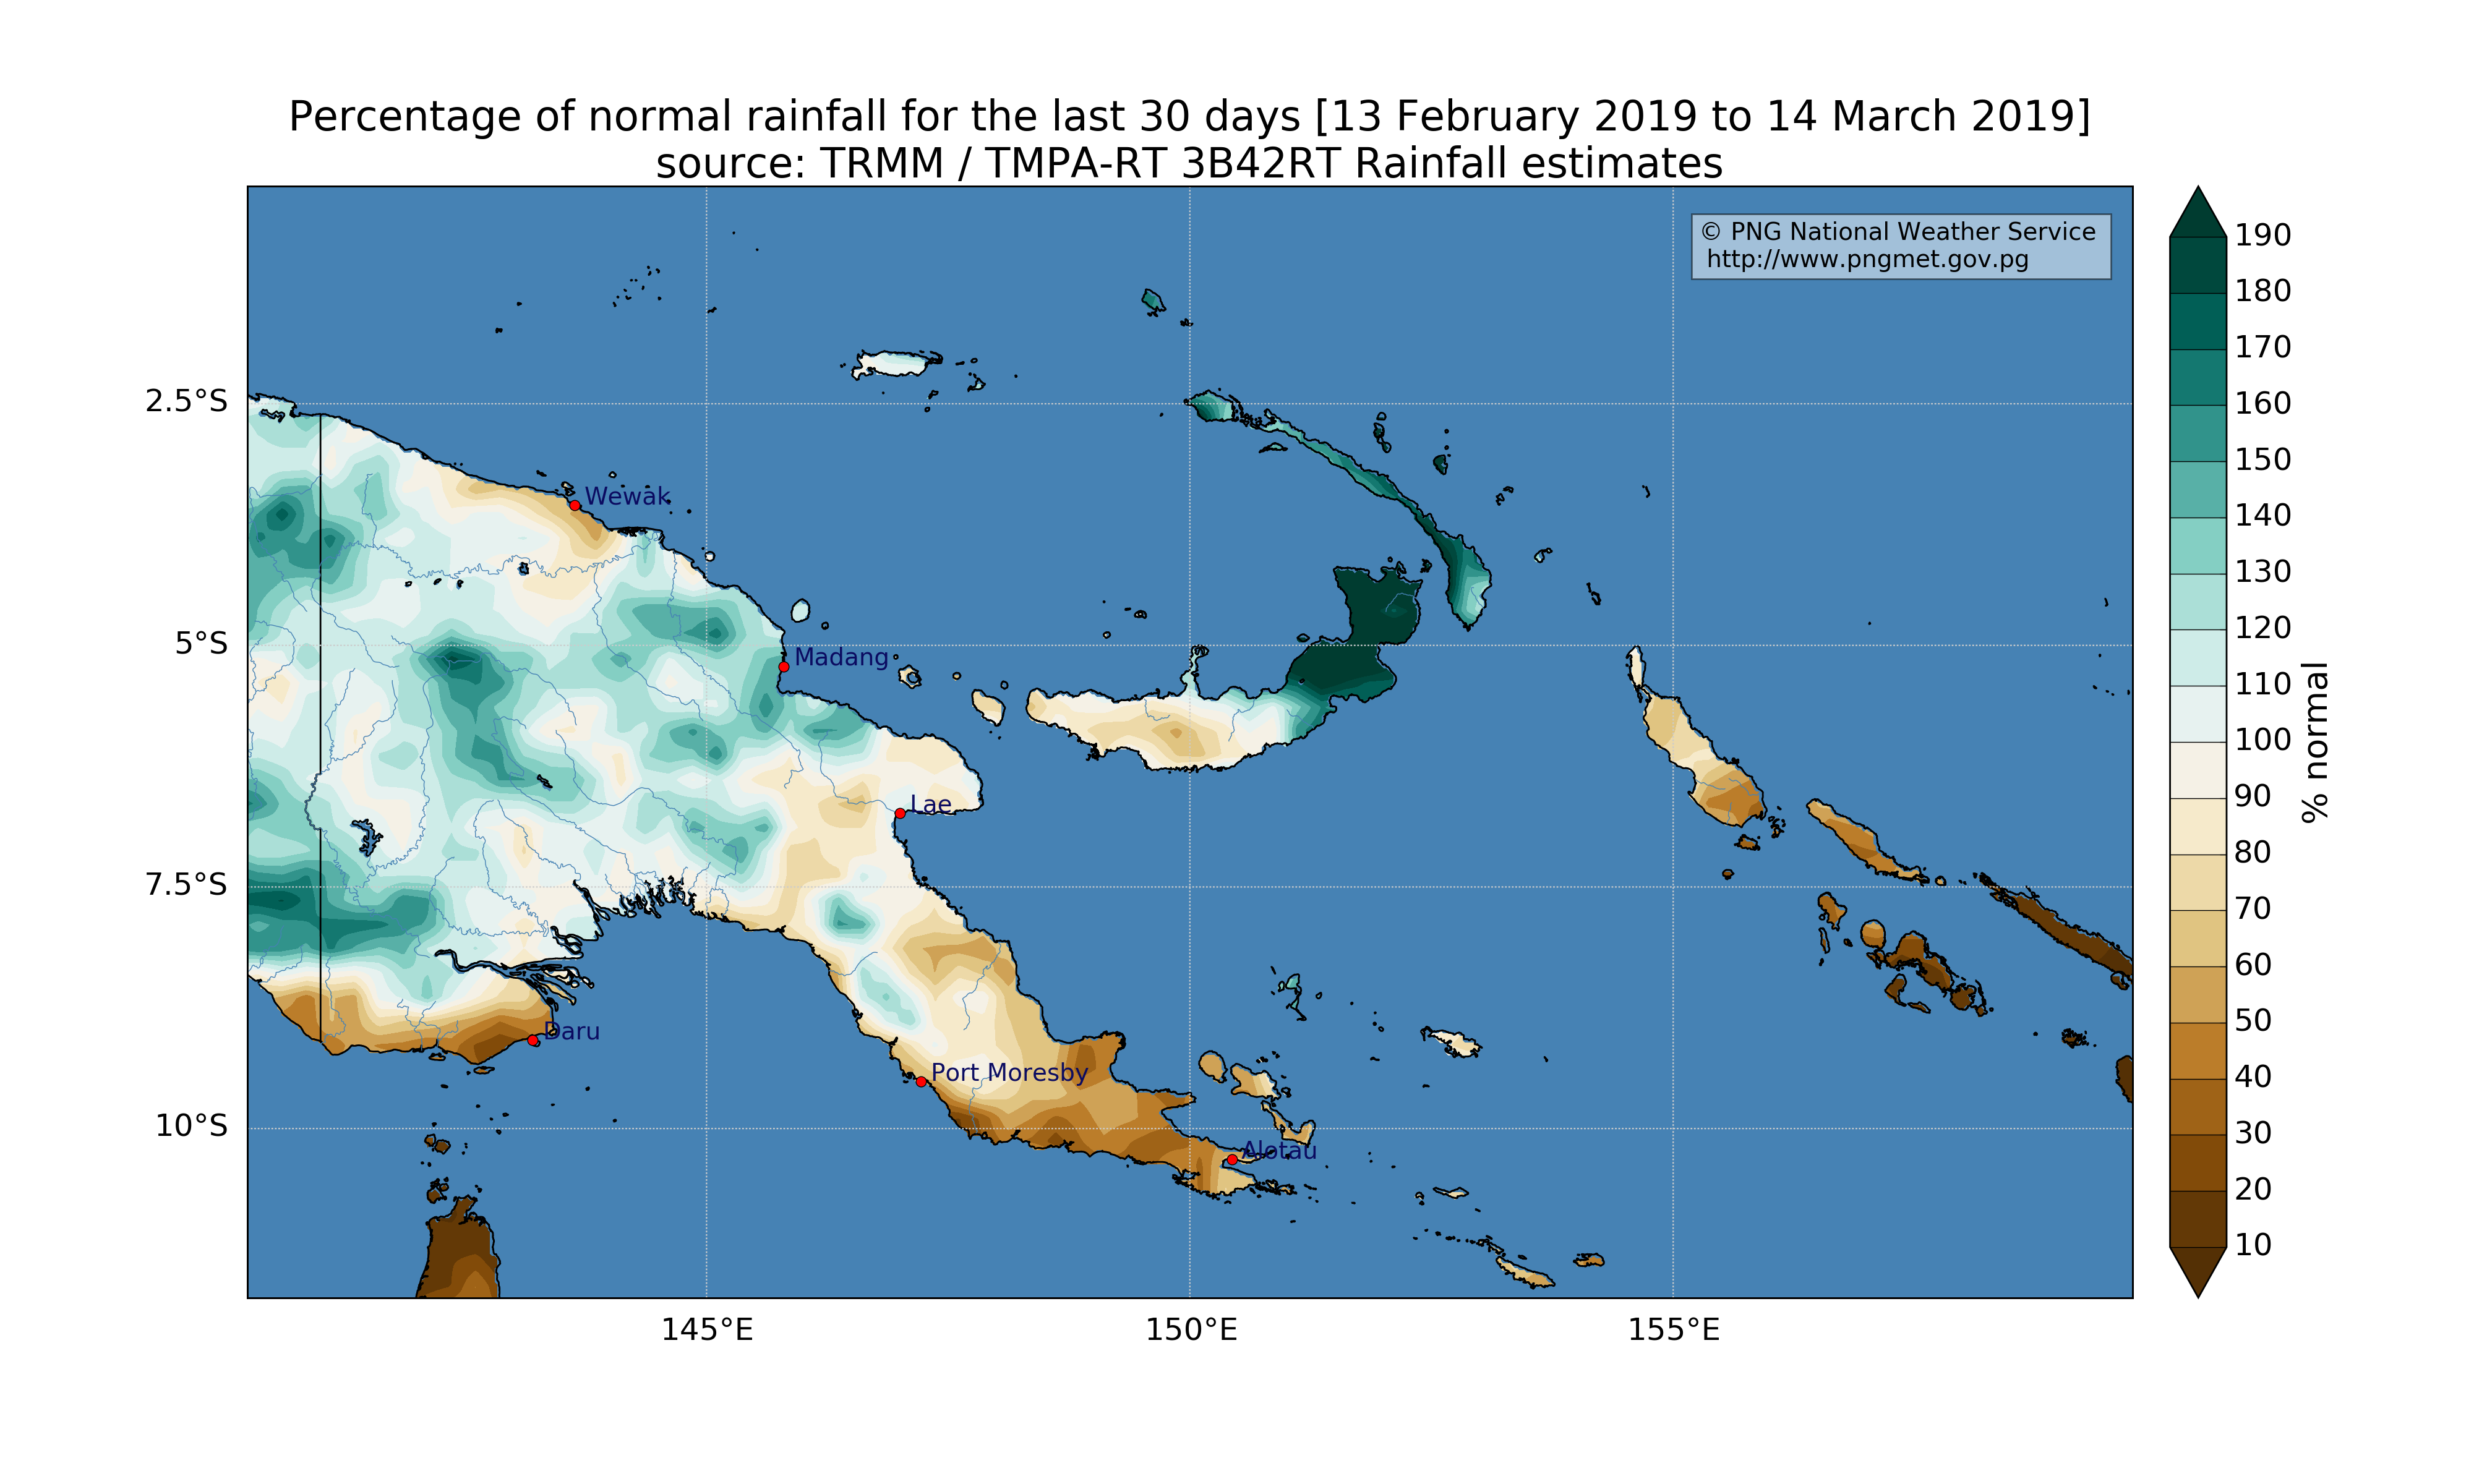 Percentage of normal rainfall for the last 30 days [13 February 2019 to 14 March 2019]
source: TRMM / TMPA-RT 3B42RT Rainfall estimates
© PNG National Weather Service
http://www.pngmet.gov.pg
190
180
170
160
150
140
130
120
110
100
90
80
70
60
50
40
30
20
10
% normal
2.5°S
5°S
7.5°S
10°S
Wewak
Madang
Lae
Daru
Port Moresby
Alotau
145°E
150°E
155°E